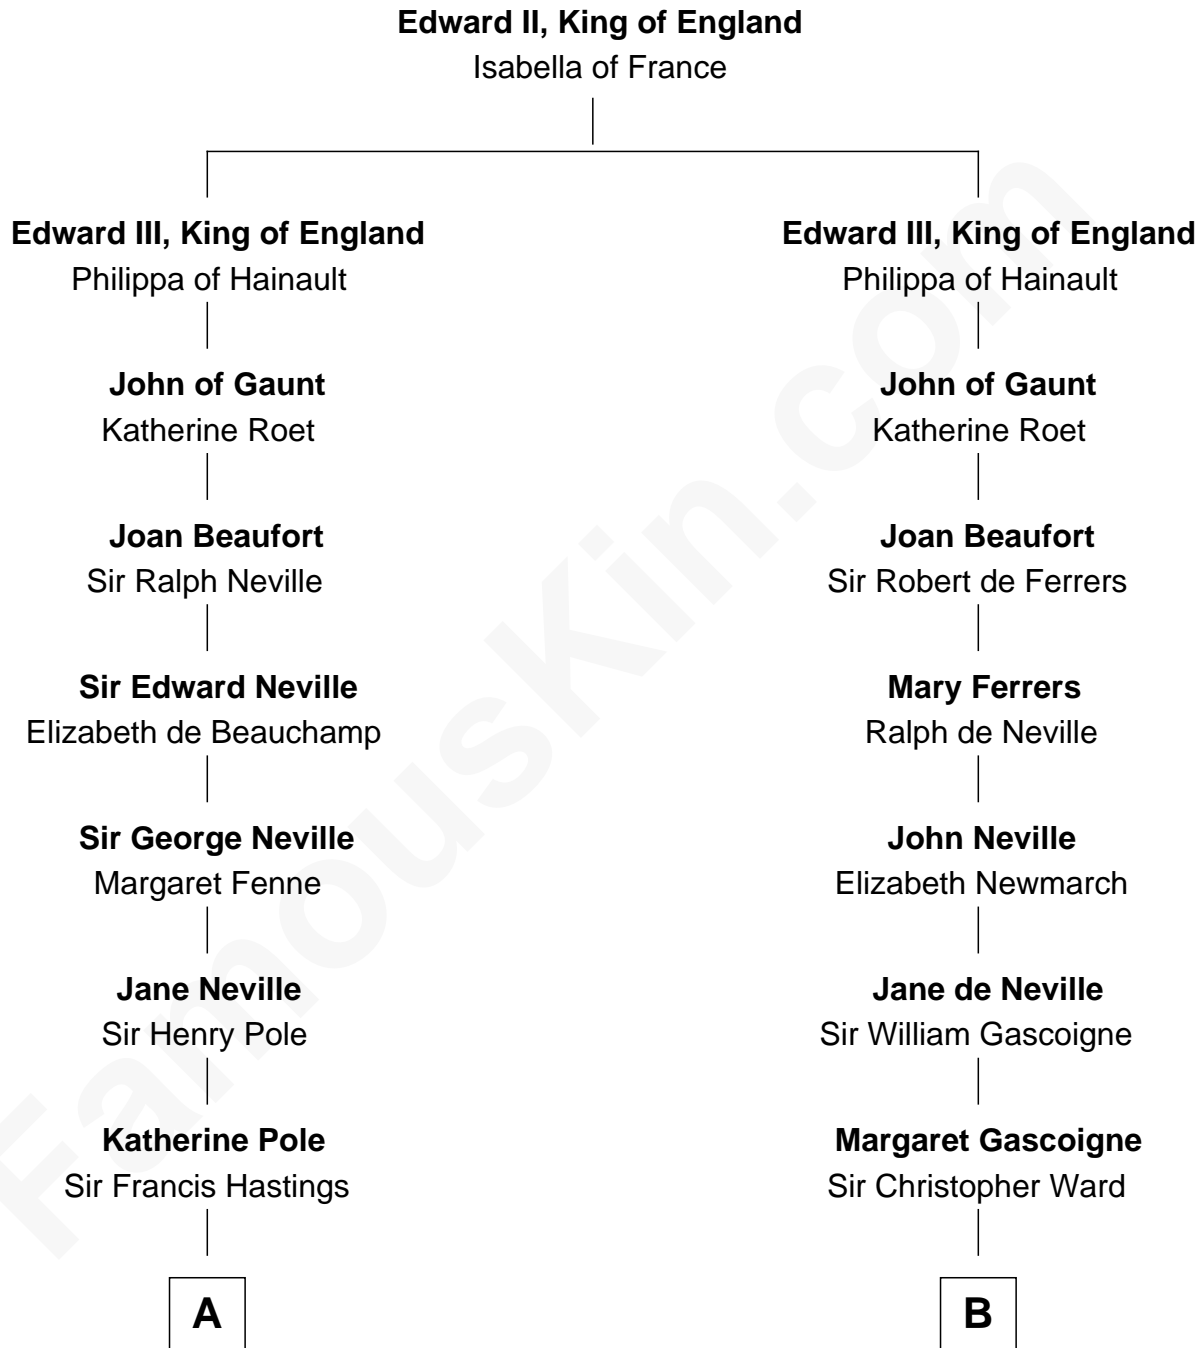 Edward II, King of England
Isabella of France
Edward III, King of England
Philippa of Hainault
Edward III, King of England
Philippa of Hainault
John of Gaunt
Katherine Roet
John of Gaunt
Katherine Roet
Joan Beaufort
Sir Ralph Neville
Joan Beaufort
Sir Robert de Ferrers
Sir Edward Neville
Elizabeth de Beauchamp
Mary Ferrers
Ralph de Neville
Sir George Neville
Margaret Fenne
John Neville
Elizabeth Newmarch
Jane Neville
Sir Henry Pole
Jane de Neville
Sir William Gascoigne
Katherine Pole
Sir Francis Hastings
Margaret Gascoigne
Sir Christopher Ward
A
B
FamousKin.com